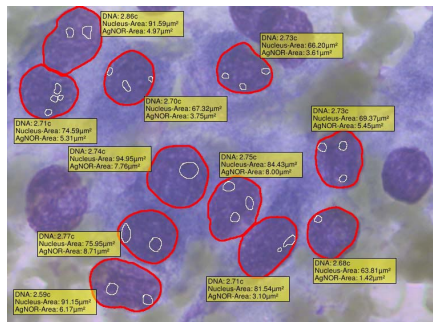 DNA: 2.86c
Nucleus-Area: 91.59µm²
AgNOR-Area: 4.97µm²
DNA: 2.73c
Nucleus-Area: 66.20µm²
AgNOR-Area: 3.61µm²
DNA: 2.70c
Nucleus-Area: 67.32µm²
AgNOR-Area: 3.75µm²
DNA: 2.73c
Nucleus-Area: 69.37µm²
AgNOR-Area: 5.45µm²
DNA: 2.71c
Nucleus-Area: 74.59µm²
AgNOR-Area: 5.31µm²
DNA: 2.74c
Nucleus-Area: 94.95µm²
AgNOR-Area: 7.76µm²
DNA: 2.75c
Nucleus-Area: 84.43µm²
AgNOR-Area: 8.00µm²
DNA: 2.77c
Nucleus-Area: 75.95µm²
AgNOR-Area: 8.71µm²
DNA: 2.68c
Nucleus-Area: 63.81µm²
AgNOR-Area: 1.42µm²
DNA: 2.71c
Nucleus-Area: 81.54µm²
AgNOR-Area: 3.10µm²
DNA: 2.59c
Nucleus-Area: 91.15µm²
AgNOR-Area: 6.17µm²